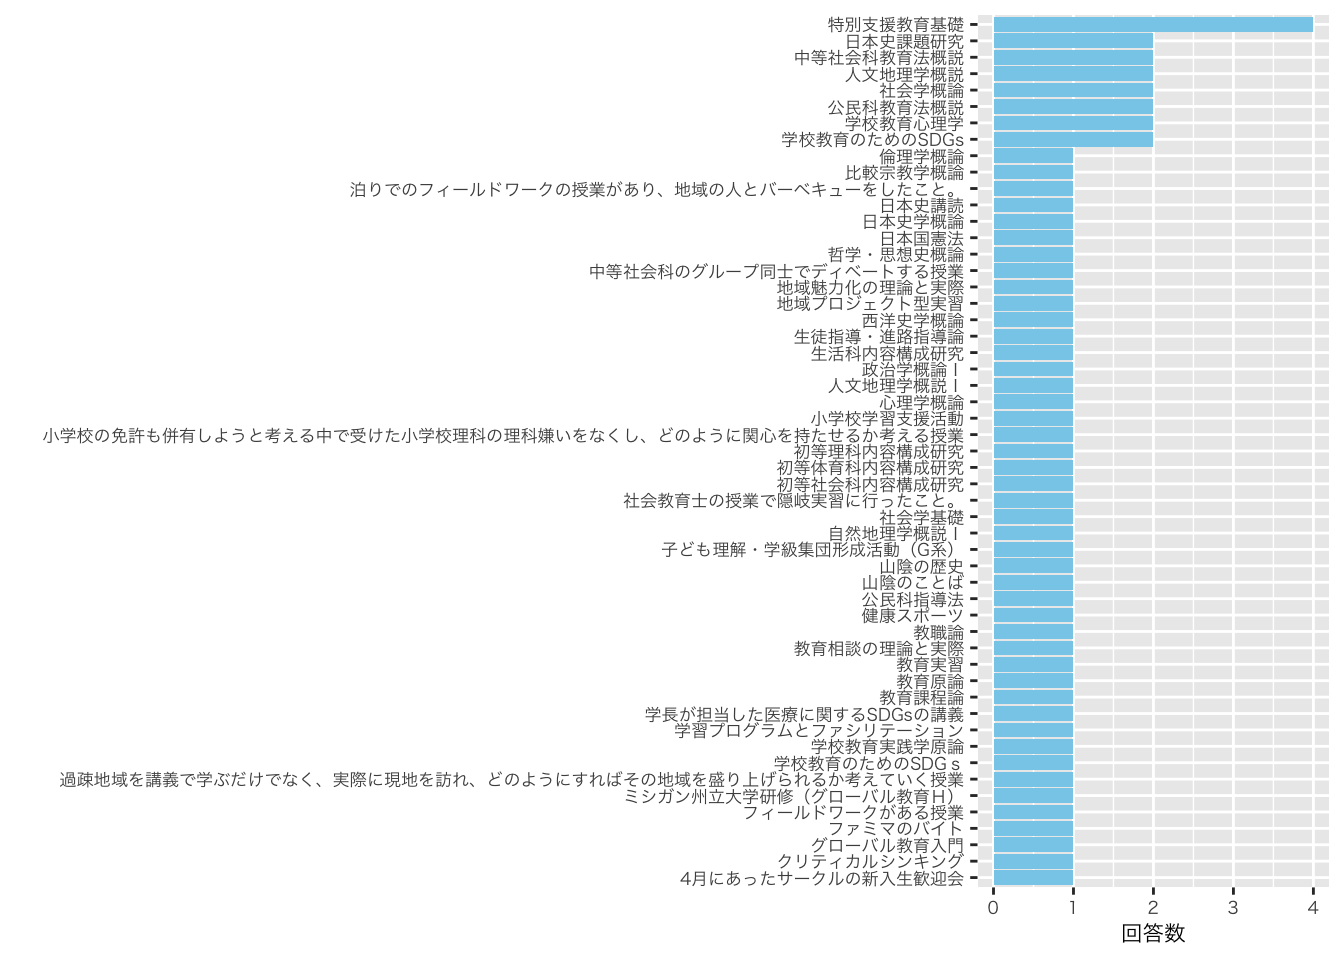 特別支援教育基礎
日本史課題研究
中等社会科教育法概説
人文地理学概説
社会学概論
公民科教育法概説
学校教育心理学
学校教育のためのSDGs
倫理学概論
比較宗教学概論
泊りでのフィールドワークの授業があり、地域の人とバーベキューをしたこと。
日本史講読
日本史学概論
日本国憲法
哲学・思想史概論
中等社会科のグループ同士でディベートする授業
地域魅力化の理論と実際
地域プロジェクト型実習
西洋史学概論
生徒指導・進路指導論
生活科内容構成研究
政治学概論Ⅰ
人文地理学概説Ⅰ
心理学概論
小学校学習支援活動
小学校の免許も併有しようと考える中で受けた小学校理科の理科嫌いをなくし、どのように関心を持たせるか考える授業
初等理科内容構成研究
初等体育科内容構成研究
初等社会科内容構成研究
社会教育士の授業で隠岐実習に行ったこと。
社会学基礎
自然地理学概説Ⅰ
子ども理解・学級集団形成活動（G系）
山陰の歴史
山陰のことば
公民科指導法
健康スポーツ
教職論
教育相談の理論と実際
教育実習
教育原論
教育課程論
学長が担当した医療に関するSDGsの講義
学習プログラムとファシリテーション
学校教育実践学原論
学校教育のためのSDGｓ
過疎地域を講義で学ぶだけでなく、実際に現地を訪れ、どのようにすればその地域を盛り上げられるか考えていく授業
ミシガン州立大学研修（グローバル教育Ｈ）
フィールドワークがある授業
ファミマのバイト
グローバル教育入門
クリティカルシンキング
4月にあったサークルの新入生歓迎会
0 1 2 3 4
回答数